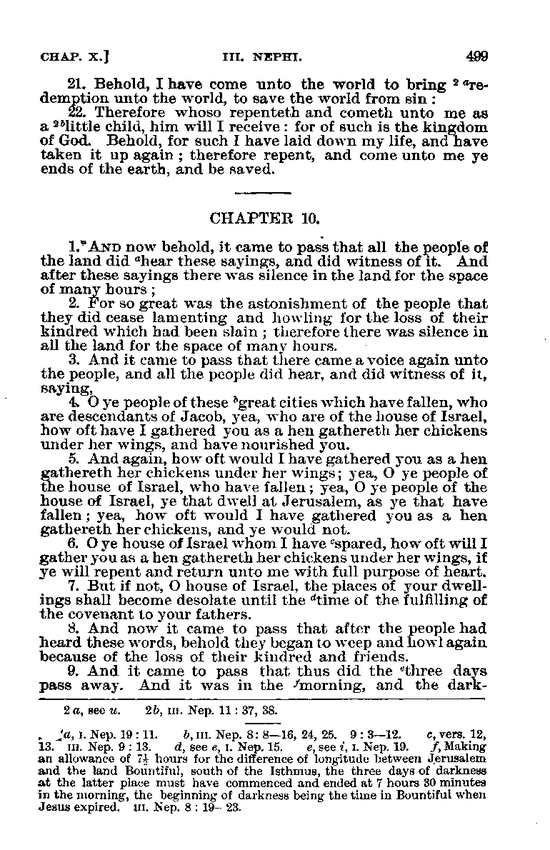 CHAP. X.] III. NEPHI. 499
21. Behold, I have come unto the world to bring 2 a re-
demption unto the world, to save the world from sin :
22. Therefore whoso repenteth and cometh unto me as
a 2b little child, him will I receive : for of such is the kingdom
of God. Behold, for such I have laid down my life, and have
taken it up again ; therefore repent, and come unto me ye
ends of the earth, and be saved.
CHAPTER 10.
1. AND now behold, it came to pass that all the people of
the land did a hear these sayings, and did witness of it. And
after these sayings there was silence in the land for the space
of many hours ;
2. For so great was the astonishment of the people that
they did cease lamenting and howling for the loss of their
kindred which had been slain ; therefore there was silence in
all the land for the space of many hours.
3. And it came to pass that there came a voice again unto
the people, and all the people did hear, and did witness of it,
saying,
4. O ye people of these b great cities which have fallen, who
are descendants of Jacob, yea, who are of the house of Israel,
how oft have I gathered you as a hen gathereth her chickens
under her wings, and have nourished you.
5. And again, how oft would I have gathered you as a hen
gathereth her chickens under her wings ; yea, O ye people of
the house of Israel, who have fallen ; yea, O ye people of the
house of Israel, ye that dwell at Jerusalem, as ye that have
fallen ; yea, how oft would I have gathered you as a hen
gathereth her chickens, and ye would not.
6. O ye house of Israel whom I have c spared, how oft will I
gather you as a hen gathereth her chickens under her wings, if
ye will repent and return unto me with full purpose of heart.
7. But if not, O house of Israel, the places of your dwell-
ings shall become desolate until the d time of the fulfilling of
the covenant to your fathers.
8. And now it came to pass that after the people had
heard these words, behold they began to weep and howl again
because of the loss of their kindred and friends.
9. And it came to pass that thus did the e three days
pass away. And it was in the f morning, and the dark-
2 a, see u. 2b, III. Nep. 11 : 37, 38.
a, I. Nep. 19 : 11. b, III. Nep. 8 : 8—16, 24, 25. 9 : 3—12. c, vers. 12,
13. III. Nep. 9 : 13. d, see e, I. Nep. 15. e, see i, I. Nep. 19. f, Making
an allowance of 7½ hours for the difference of longitude between Jerusalem
and the land Bountiful, south of the Isthmus, the three days of darkness
at the latter place must have commenced and ended at 7 hours 30 minutes
in the morning, the beginning of darkness being the time in Bountiful when
Jesus expired. III. Nep. 8 : 19—23.